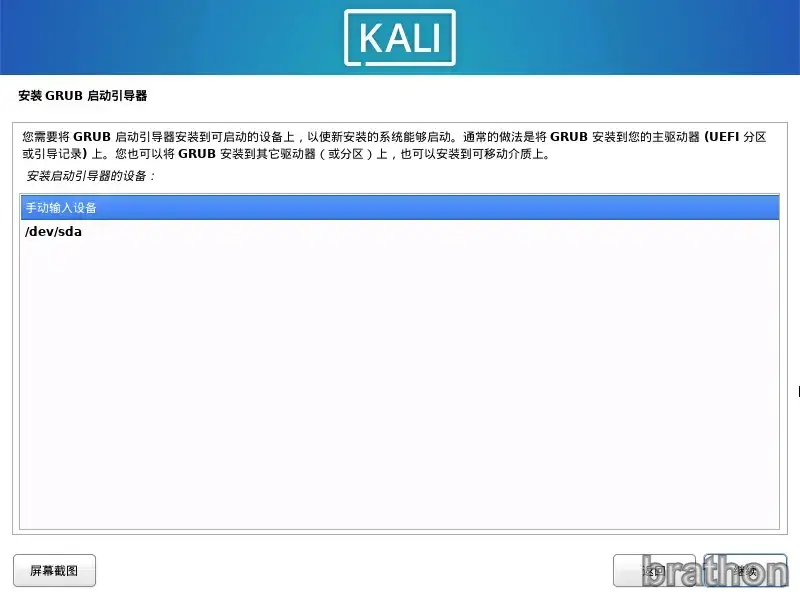 KALI
安装 GRUB 启动引导器
您需要将 GRUB 启动引导器安装到可启动的设备上，以使新安装的系统能够启动。通常的做法是将 GRUB 安装到您的主驱动器 (UEFI 分区
或引导记录) 上。您也可以将 GRUB 安装到其它驱动器（或分区）上，也可以安装到可移动介质上。
安装启动引导器的设备：
手动输入设备
/dev/sda
屏幕截图
返回
继续
brathon